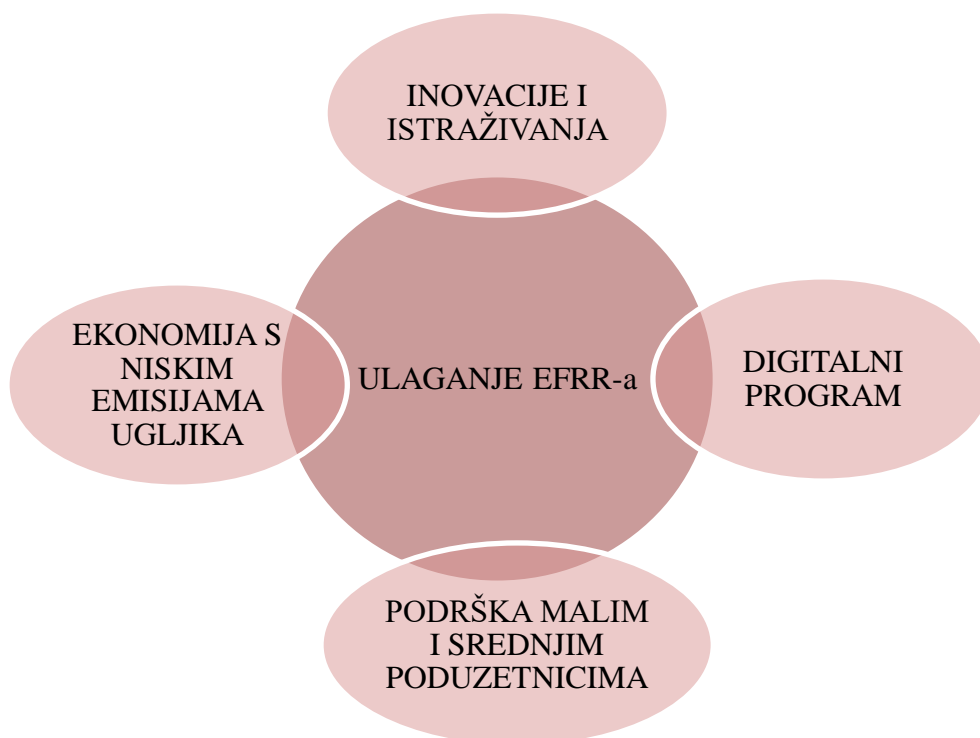 INOVACIJE I
ISTRAŽIVANJA
EKONOMIJA S
NISKIM
EMISIJAMA
UGLJIKA
ULAGANJE EFRR-a
DIGITALNI
PROGRAM
PODRŠKA MALIM
I SREDNJIM
PODUZETNICIMA